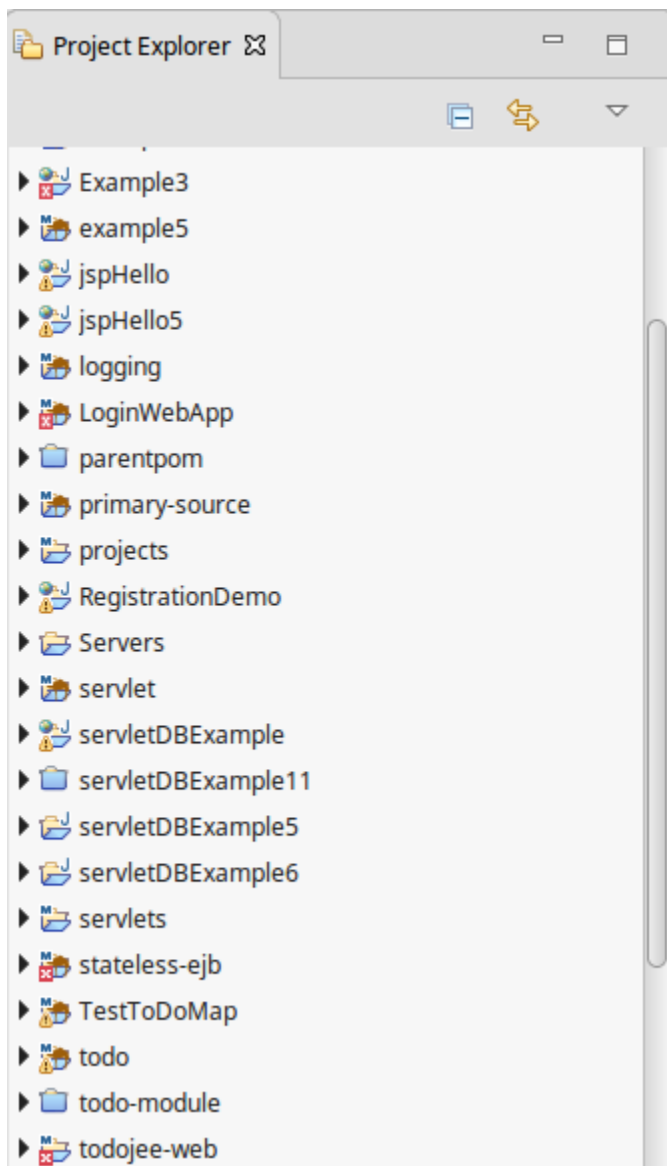 Project Explorer
Example3
example5
jspHello
jspHello5
logging
LoginWebApp
parentpom
primary-source
projects
RegistrationDemo
Servers
servlet
servletDBExample
servletDBExample11
servletDBExample5
servletDBExample6
servlets
stateless-ejb
TestToDoMap
todo
todo-module
todojee-web